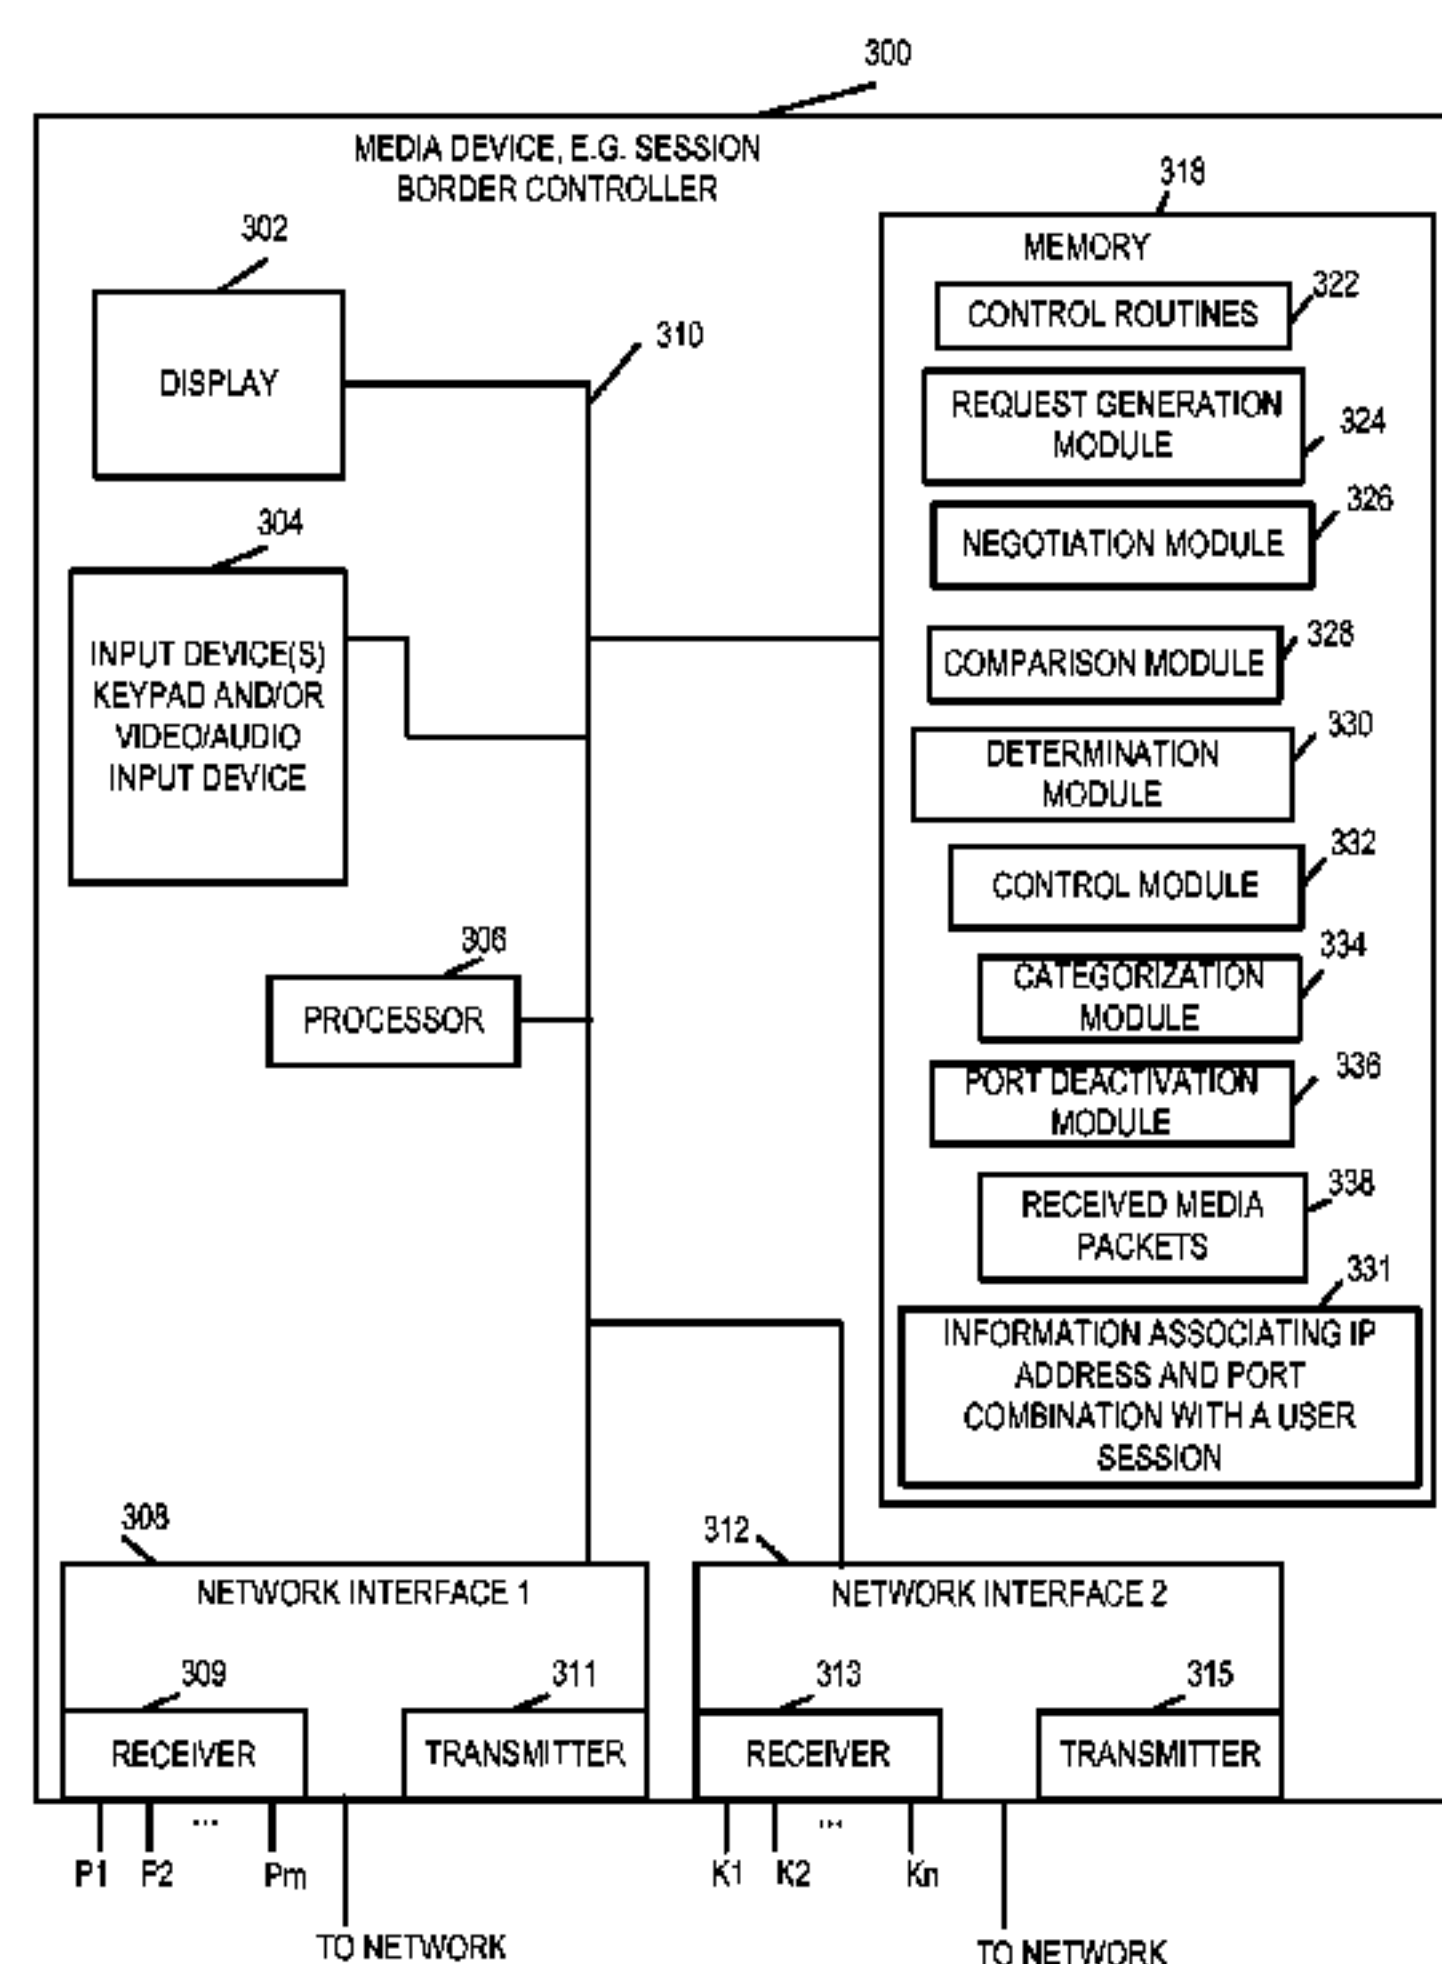 300
MEDIA DEVICE, E.G. SESSION
BORDER CONTROLLER
302
DISPLAY
310
304
INPUT DEVICE(S)
KEYPAD AND/OR
VIDEO/AUDIO
INPUT DEVICE
306
PROCESSOR
318
MEMORY
322
CONTROL ROUTINES
REQUEST GENERATION
MODULE
324
326
NEGOTIATION MODULE
328
COMPARISON MODULE
330
DETERMINATION
MODULE
332
CONTROL MODULE
334
CATEGORIZATION
MODULE
336
PORT DEACTIVATION
MODULE
338
RECEIVED MEDIA
PACKETS
331
INFORMATION ASSOCIATING IP
ADDRESS AND PORT
COMBINATION WITH A USER
SESSION
308
NETWORK INTERFACE 1
309
RECEIVER
311
TRANSMITTER
P1 P2 ... Pm
TO NETWORK
312
NETWORK INTERFACE 2
313
RECEIVER
315
TRANSMITTER
K1 K2 ... Kn
TO NETWORK